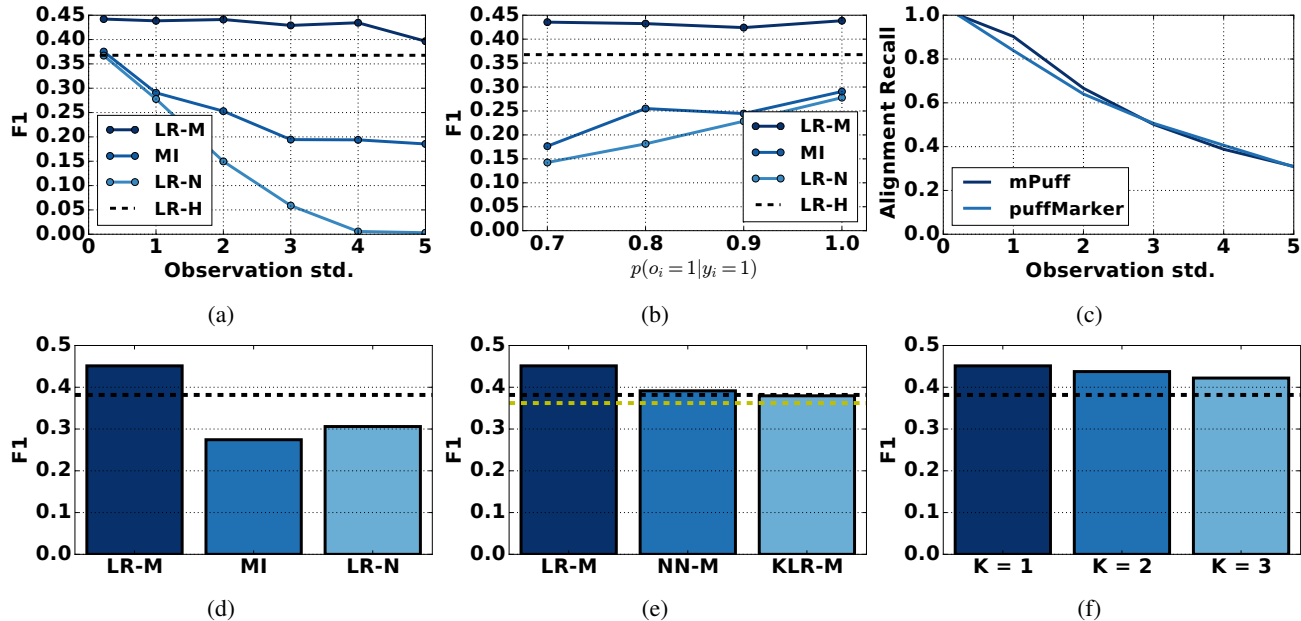 0.45
0.40
0.35
0.30
0.25
0.20
0.15
0.10
0.05
0.00
F1
LR-M
MI
LR-N
LR-H
0 1 2 3 4 5
Observation std.
(a)
0.45
0.40
0.35
0.30
0.25
0.20
0.15
0.10
0.05
0.00
F1
LR-M
MI
LR-N
LR-H
0.7 0.8 0.9 1.0
p(o_i = 1|y_i = 1)
(b)
1.0
0.8
0.6
0.4
0.2
0.0
Alignment Recall
mPuff
puffMarker
0 1 2 3 4 5
Observation std.
(c)
0.5
0.4
0.3
0.2
0.1
0.0
F1
LR-M MI LR-N
(d)
0.5
0.4
0.3
0.2
0.1
0.0
F1
LR-M NN-M KLR-M
(e)
0.5
0.4
0.3
0.2
0.1
0.0
F1
K = 1 K = 2 K = 3
(f)